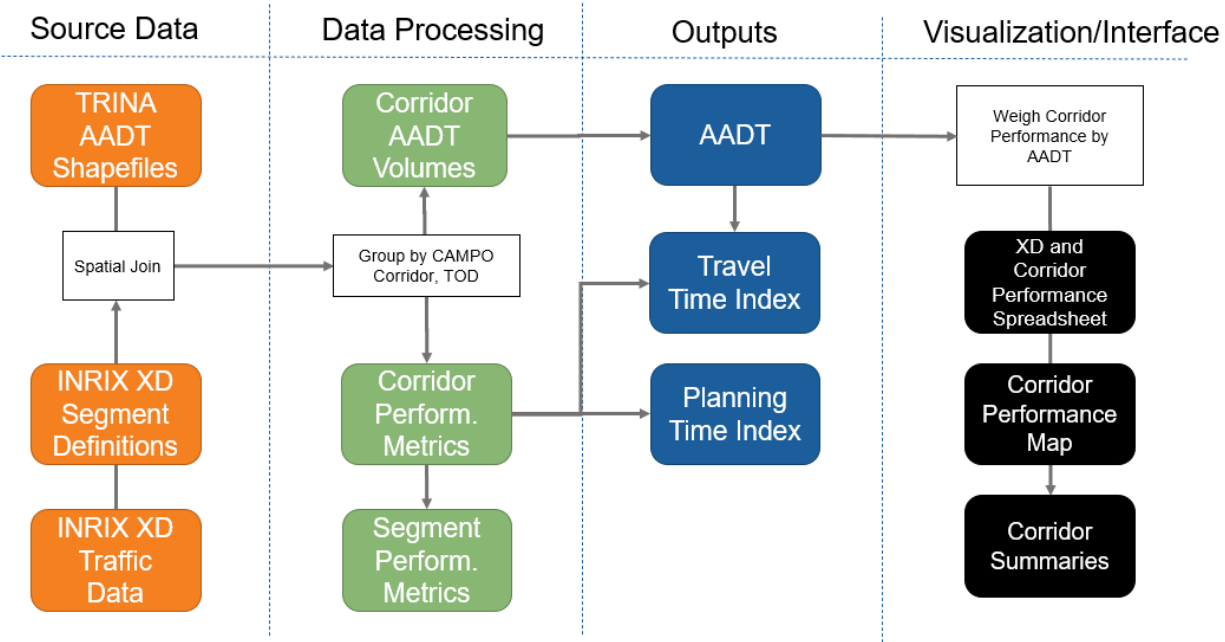 Source Data
Data Processing
Outputs
Visualization/Interface
TRINA
AADT
Shapefiles
Spatial Join
INRIX XD
Segment
Definitions
INRIX XD
Traffic
Data
Corridor
AADT
Volumes
Group by CAMPO
Corridor, TOD
Corridor
Perform.
Metrics
Segment
Perform.
Metrics
AADT
Travel
Time Index
Planning
Time Index
Weigh Corridor
Performance by
AADT
XD and
Corridor
Performance
Spreadsheet
Corridor
Performance
Map
Corridor
Summaries